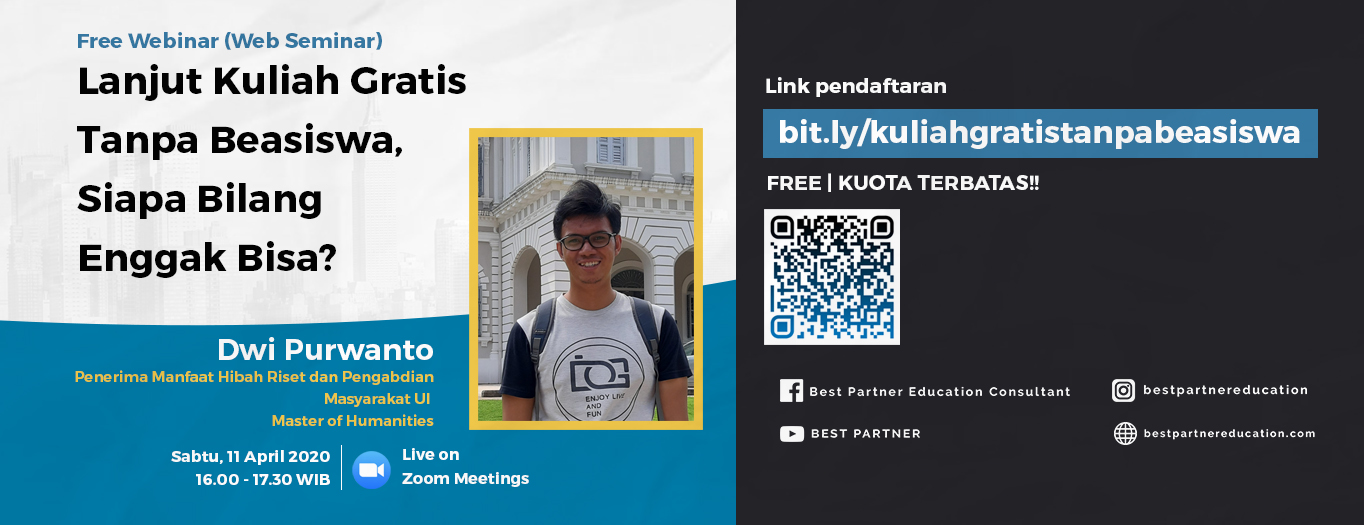 Free Webinar (Web Seminar)
Lanjut Kuliah Gratis
Tanpa Beasiswa,
Siapa Bilang
Enggak Bisa?
ENJOY LIFE
AND
FUN
Dwi Purwanto
Penerima Manfaat Hibah Riset dan Pengabdian
Masyarakat UI
Master of Humanities
Sabtu, 11 April 2020
16.00 - 17.30 WIB
Live on
Zoom Meetings
Link pendaftaran
bit.ly/kuliahgratistanpabeasiswa
FREE | KUOTA TERBATAS!!
Best Partner Education Consultant
bestpartnereducation
BEST PARTNER
bestpartnereducation.com